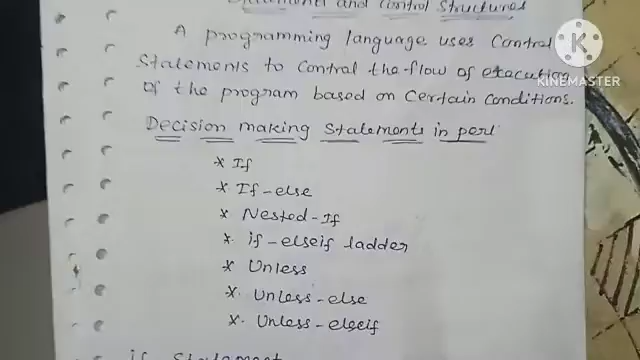 Statements and Control Structures
A programming language uses Control
Statements to control the flow of execution
of the program based on certain conditions.
Decision making Statements in perl
* If
* If-else
* Nested-If
* if-elseif ladder
* Unless
* Unless-else
* Unless-elseif
if Statement
K
KINEMASTER